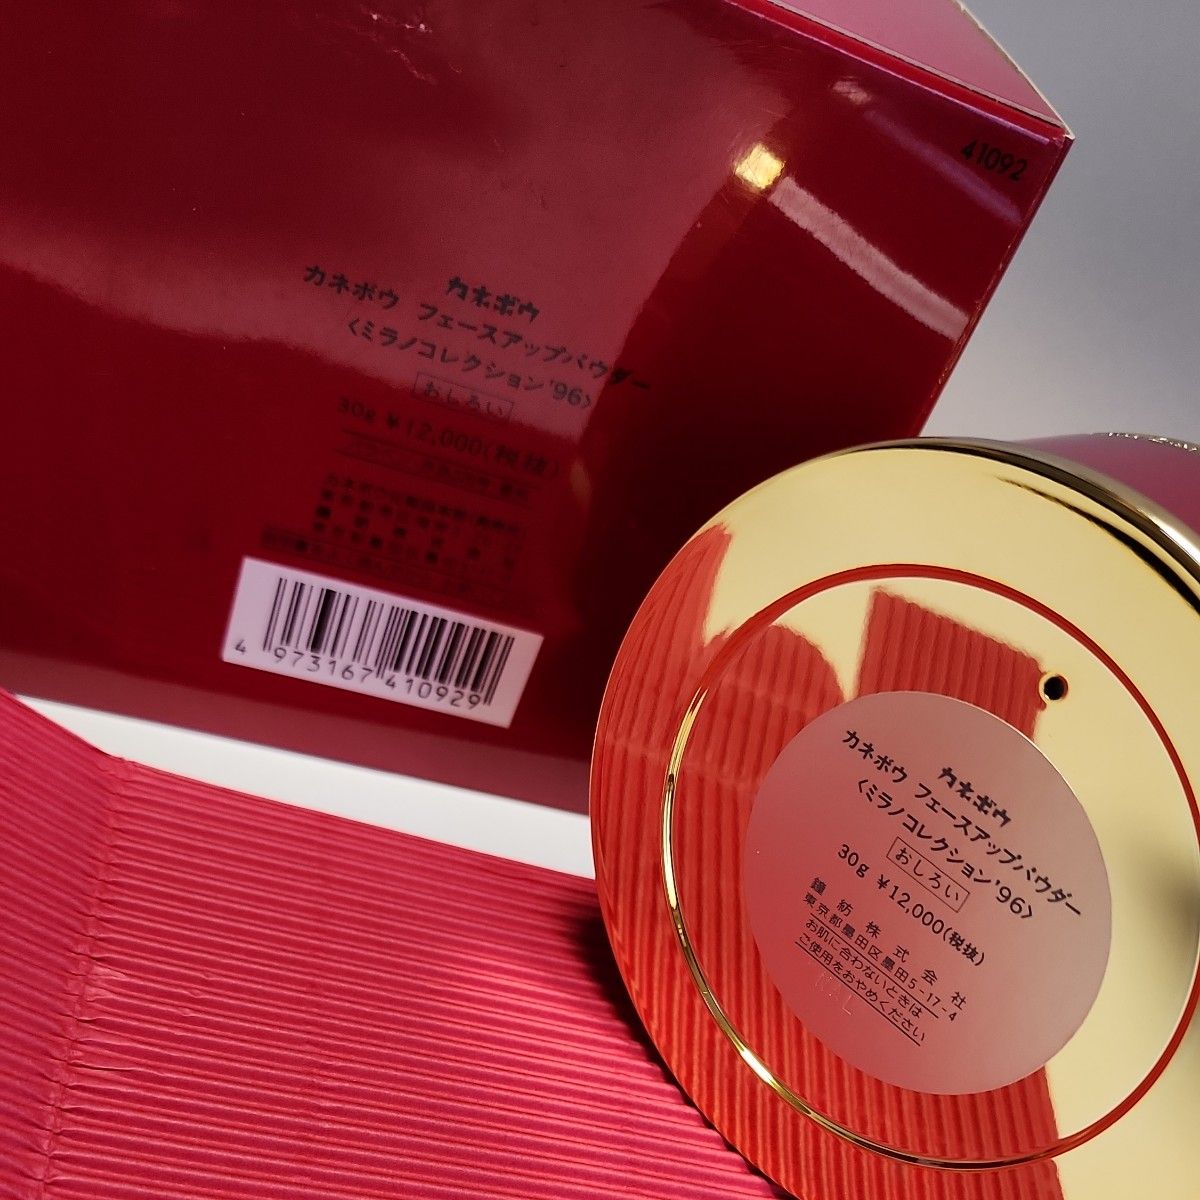 41092
カネボウ
カネボウ フェースアップパウダー
〈ミラノコレクション'96〉
おしろい
30g ¥12,000(税抜)
4 973167 410929
カネボウ
カネボウ フェースアップパウダー
〈ミラノコレクション'96〉
おしろい
30g ¥12,000(税抜)
鐘紡株式会社
東京都墨田区墨田5-17-4
お肌に合わないときは
ご使用をおやめください